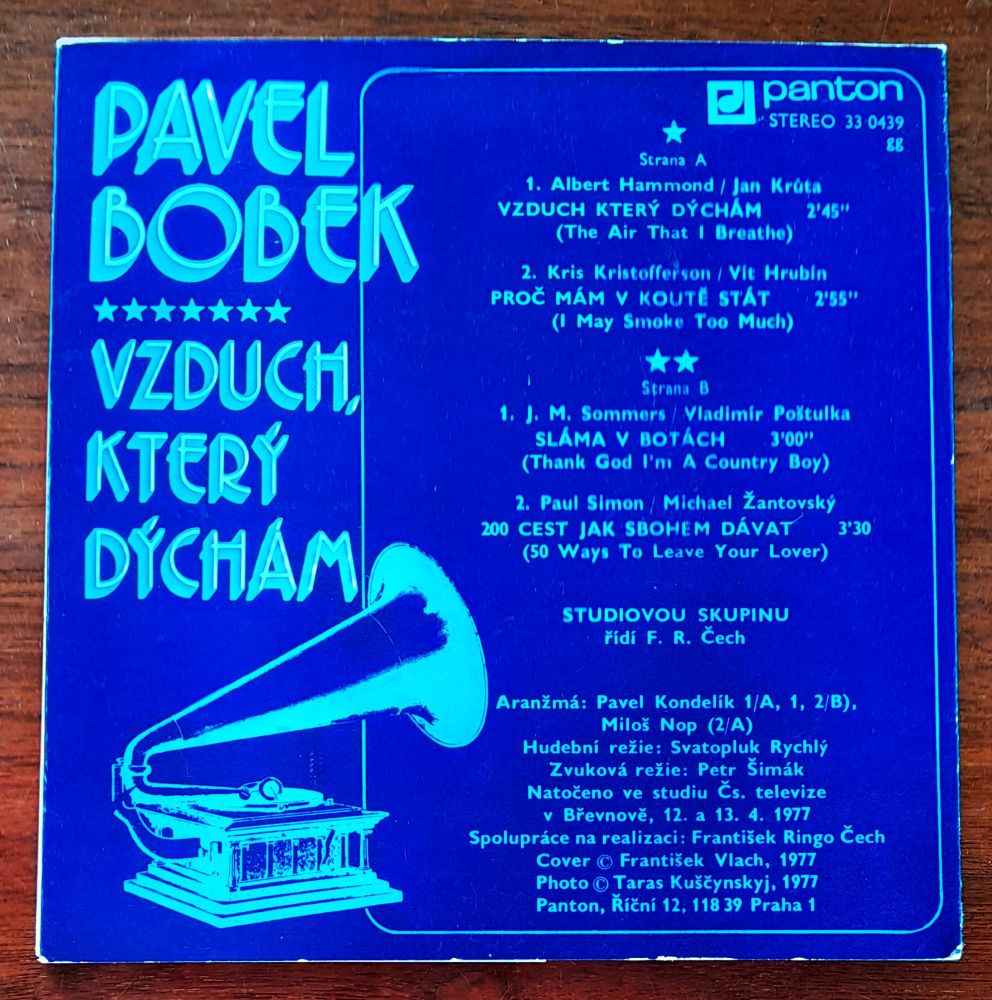 PAVEL
BOBEK
VZDUCH,
KTERÝ
DÝCHÁM
panton
STEREO 33 0439
gg
Strana A
1. Albert Hammond / Jan Krůta
VZDUCH KTERÝ DÝCHÁM 2'45"
(The Air That I Breathe)
2. Kris Kristofferson / Vít Hrubín
PROČ MÁM V KOUTĚ STÁT 2'55"
(I May Smoke Too Much)
Strana B
1. J. M. Sommers / Vladimír Poštulka
SLÁMA V BOTÁCH 3'00"
(Thank God I'm A Country Boy)
2. Paul Simon / Michael Žantovský
200 CEST JAK SBOHEM DÁVAT 3'30
(50 Ways To Leave Your Lover)
STUDIOVOU SKUPINU
řídí F. R. Čech
Aranžmá: Pavel Kondelík 1/A, 1, 2/B),
Miloš Nop (2/A)
Hudební režie: Svatopluk Rychlý
Zvuková režie: Petr Šimák
Natočeno ve studiu Čs. televize
v Břevnově, 12. a 13. 4. 1977
Spolupráce na realizaci: František Ringo Čech
Cover © František Vlach, 1977
Photo © Taras Kuščynskyj, 1977
Panton, Říční 12, 118 39 Praha 1